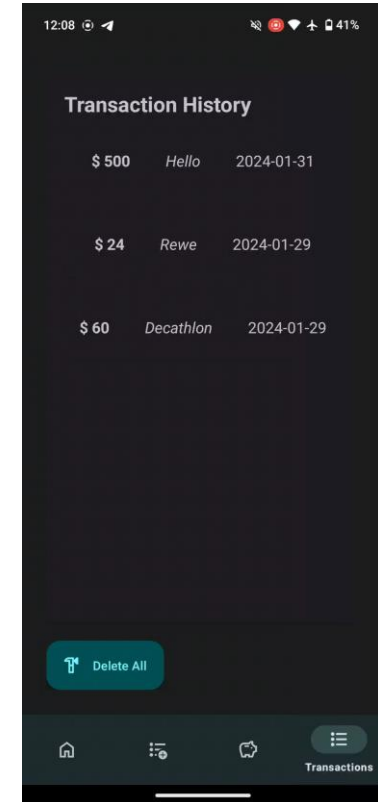 12:08 41%
Transaction History
$ 500 Hello 2024-01-31
$ 24 Rewe 2024-01-29
$ 60 Decathlon 2024-01-29
Delete All
Transactions